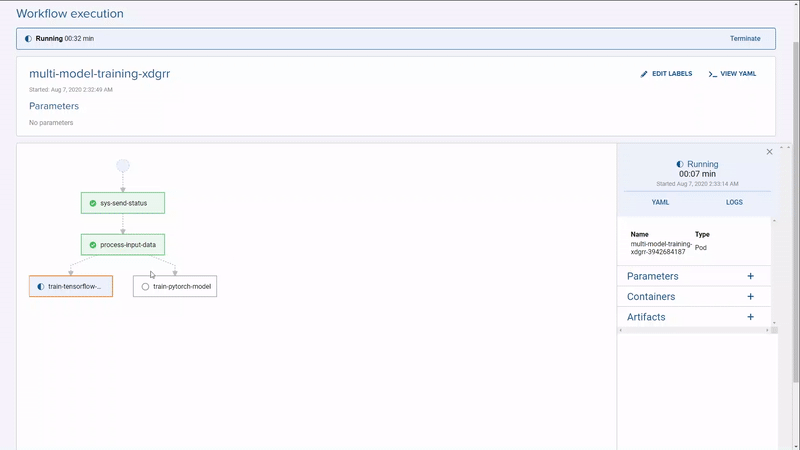 Workflow execution
Running 00:32 min
Terminate
multi-model-training-xdgrr
EDIT LABELS
VIEW YAML
Started: Aug 7, 2020 2:32:49 AM
Parameters
No parameters
sys-send-status
process-input-data
train-tensorflow-...
train-pytorch-model
Running
00:07 min
Started Aug 7, 2020 2:33:14 AM
YAML
LOGS
Name
Type
multi-model-training-
xdgrr-3942684187
Pod
Parameters +
Containers +
Artifacts +